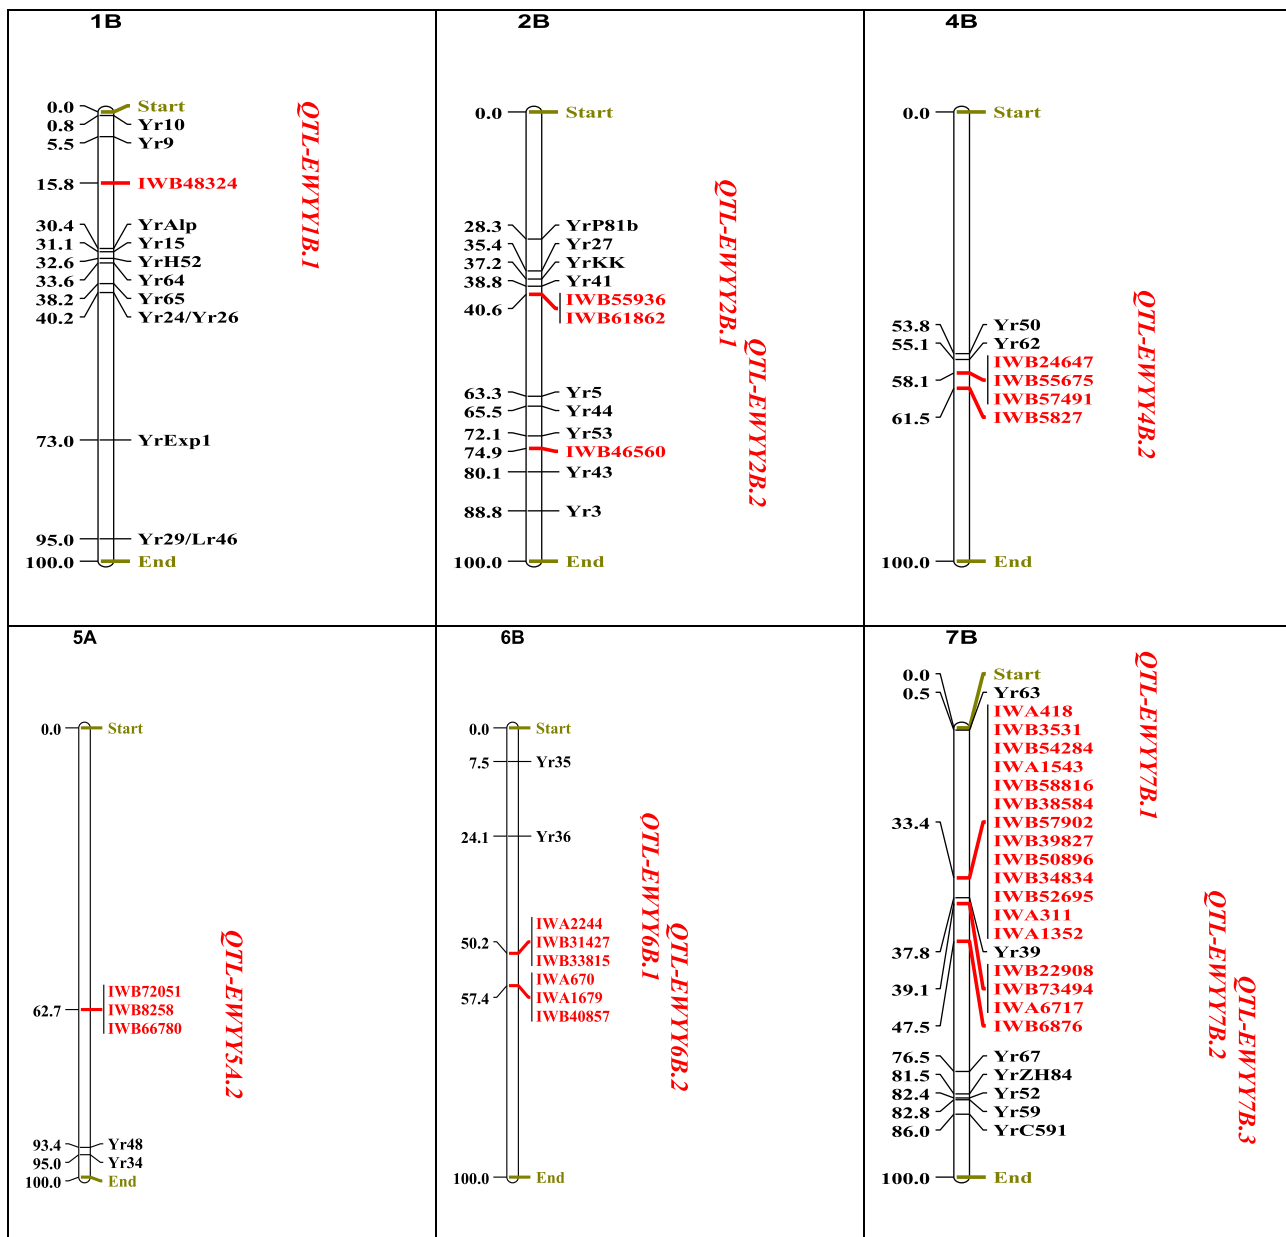 1B
0.0 Start
0.8 Yr10
5.5 Yr9
15.8 IWB48324
30.4 YrAlp
31.1 Yr15
32.6 YrH52
33.6 Yr64
38.2 Yr65
40.2 Yr24/Yr26
73.0 YrExp1
95.0 Yr29/Lr46
100.0 End
QTL-EWYY1B.1
2B
0.0 Start
28.3 YrP81b
35.4 Yr27
37.2 YrKK
38.8 Yr41
IWB55936
40.6
IWB61862
63.3 Yr5
65.5 Yr44
72.1 Yr53
74.9 IWB46560
80.1 Yr43
88.8 Yr3
100.0 End
QTL-EWYY2B.1
QTL-EWYY2B.2
4B
0.0 Start
53.8 Yr50
55.1 Yr62
IWB24647
58.1 IWB55675
IWB57491
61.5 IWB5827
100.0 End
QTL-EWYY4B.2
5A
0.0 Start
IWB72051
62.7 IWB8258
IWB66780
93.4 Yr48
95.0 Yr34
100.0 End
QTL-EWYY5A.2
6B
0.0 Start
7.5 Yr35
24.1 Yr36
IWA2244
50.2 IWB31427
IWB33815
IWA670
57.4 IWA1679
IWB40857
100.0 End
QTL-EWYY6B.1
QTL-EWYY6B.2
7B
0.0 Start
0.5 Yr63
IWA418
IWB3531
IWB54284
IWA1543
IWB58816
IWB38584
33.4 IWB57902
IWB39827
IWB50896
IWB34834
IWB52695
IWA311
IWA1352
37.8 Yr39
IWB22908
39.1 IWB73494
IWA6717
47.5 IWB6876
76.5 Yr67
81.5 YrZH84
82.4 Yr52
82.8 Yr59
86.0 YrC591
100.0 End
QTL-EWYY7B.1
QTL-EWYY7B.2
QTL-EWYY7B.3